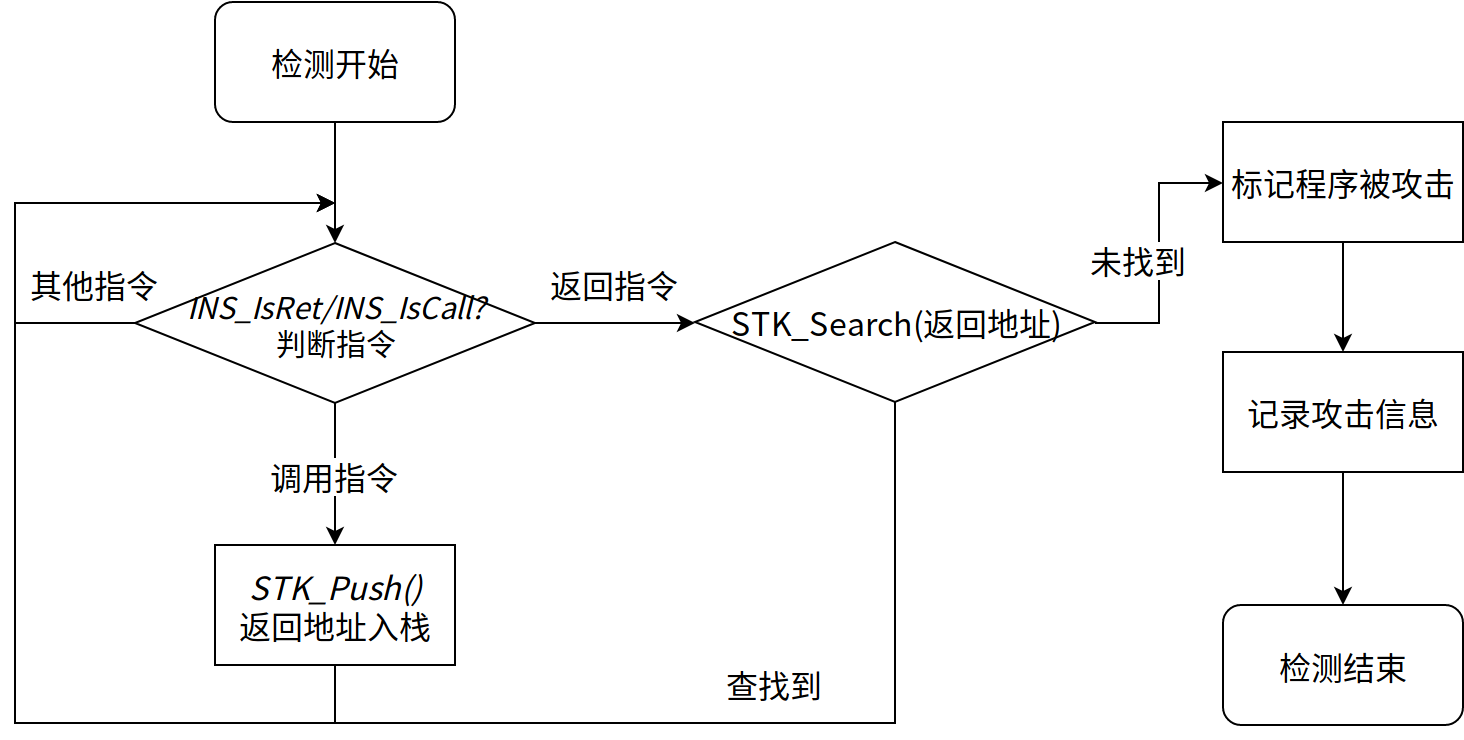 检测开始
其他指令
INS_IsRet/INS_IsCall?
判断指令
返回指令
STK_Search(返回地址)
未找到
标记程序被攻击
记录攻击信息
调用指令
STK_Push()
返回地址入栈
查找到
检测结束